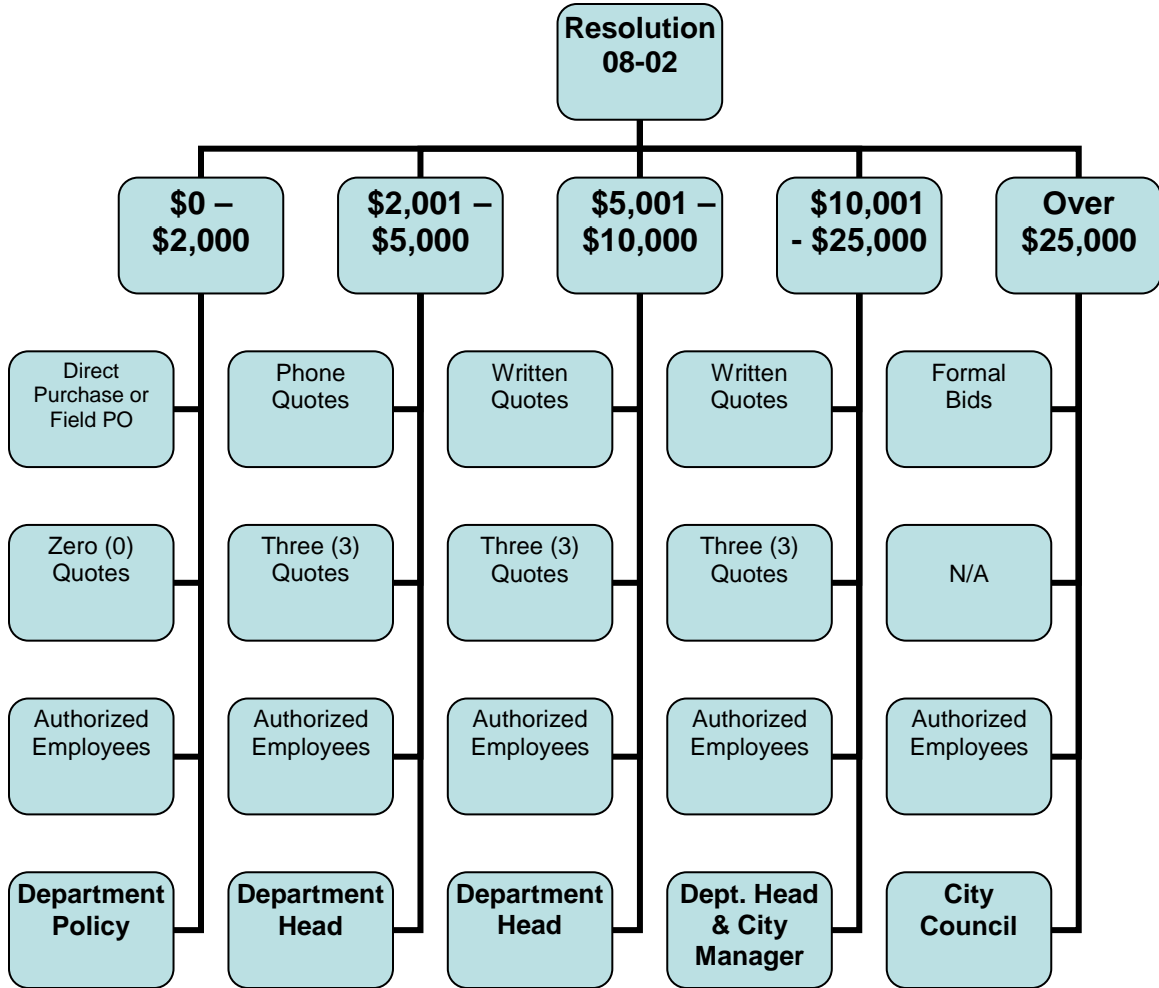 Resolution
08-02
$0 –
$2,000
$2,001 –
$5,000
$5,001 –
$10,000
$10,001
- $25,000
Over
$25,000
Direct
Purchase or
Field PO
Phone
Quotes
Written
Quotes
Written
Quotes
Formal
Bids
Zero (0)
Quotes
Three (3)
Quotes
Three (3)
Quotes
Three (3)
Quotes
N/A
Authorized
Employees
Authorized
Employees
Authorized
Employees
Authorized
Employees
Authorized
Employees
Department
Policy
Department
Head
Department
Head
Dept. Head
& City
Manager
City
Council